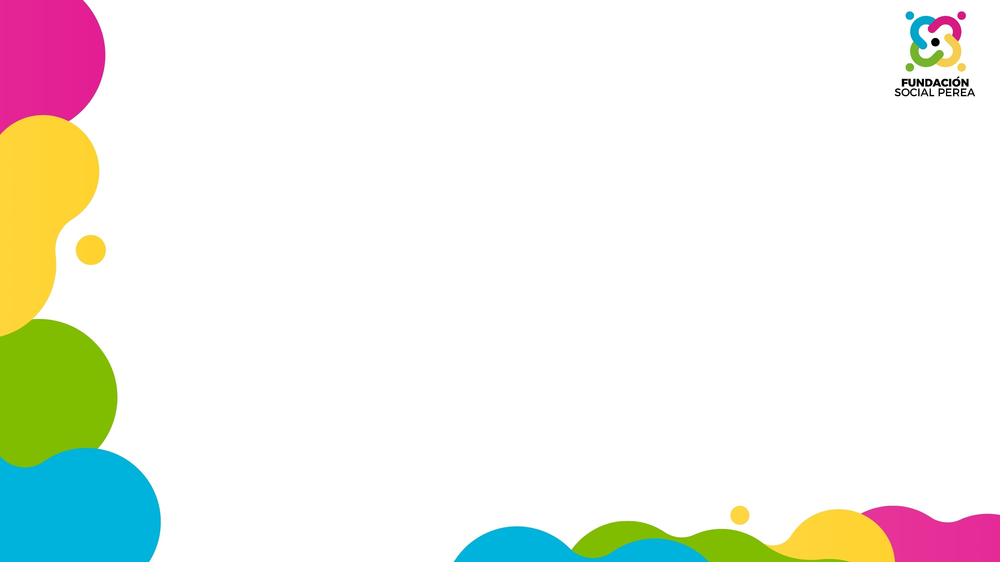 FUNDACIÓN
SOCIAL PEREA